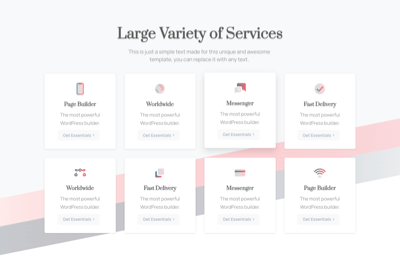 Large Variety of Services
This is just a simple text made for this unique and awesome
template, you can replace it with any text.
Page Builder
The most powerful
WordPress builder.
Get Essentials >
Worldwide
The most powerful
WordPress builder.
Get Essentials >
Messenger
The most powerful
WordPress builder.
Get Essentials >
Fast Delivery
The most powerful
WordPress builder.
Get Essentials >
Worldwide
The most powerful
WordPress builder.
Get Essentials >
Fast Delivery
The most powerful
WordPress builder.
Get Essentials >
Messenger
The most powerful
WordPress builder.
Get Essentials >
Page Builder
The most powerful
WordPress builder.
Get Essentials >